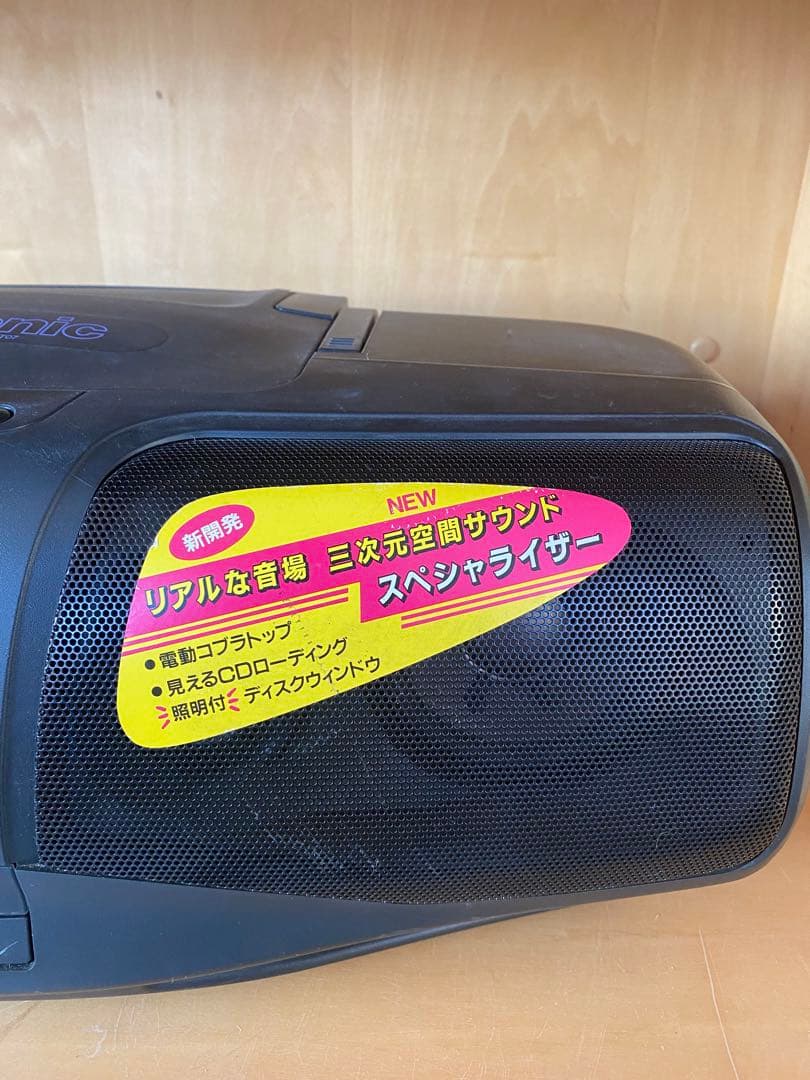 onic
新開発
NEW
リアルな音場 三次元空間サウンド
スペシャライザー
● 電動コブラトップ
● 見えるCDローディング
照明付 ディスクウィンドウ